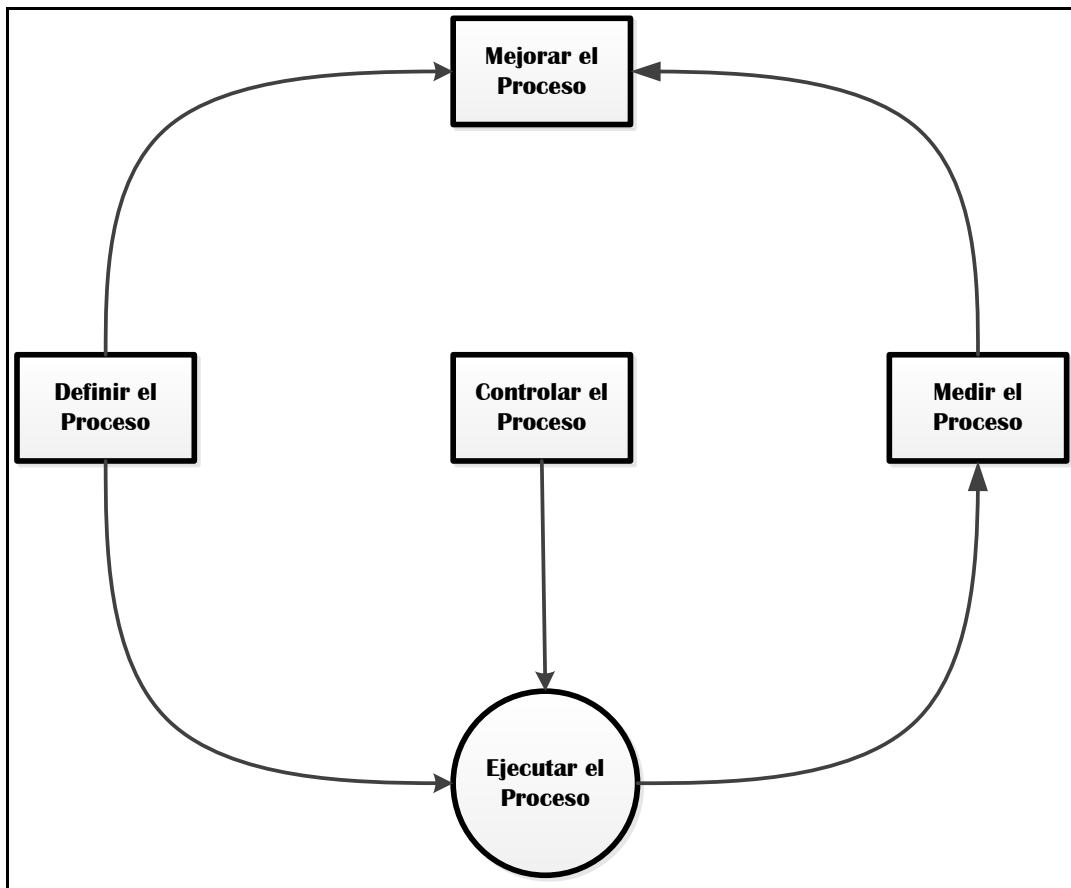 Mejorar el
Proceso
Definir el
Proceso
Controlar el
Proceso
Medir el
Proceso
Ejecutar el
Proceso